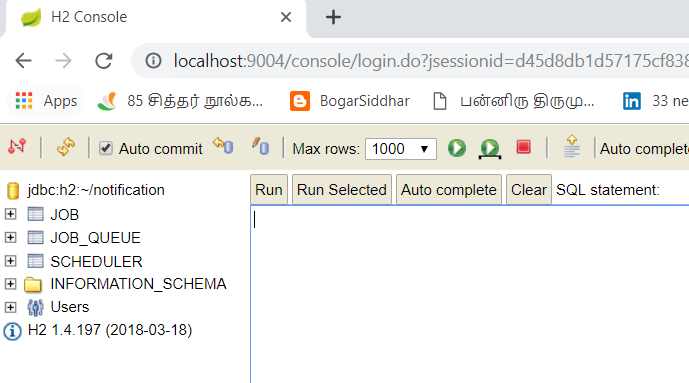 H2 Console
localhost:9004/console/login.do?jsessionid=d45d8db1d57175cf838
Apps 85 சித்தர் நூல்க... BogarSiddhar பன்னிரு திருமு... 33 ne
Auto commit Max rows: 1000 Auto complete
jdbc:h2:~/notification Run Run Selected Auto complete Clear SQL statement:
JOB
JOB_QUEUE
SCHEDULER
INFORMATION_SCHEMA
Users
H2 1.4.197 (2018-03-18)